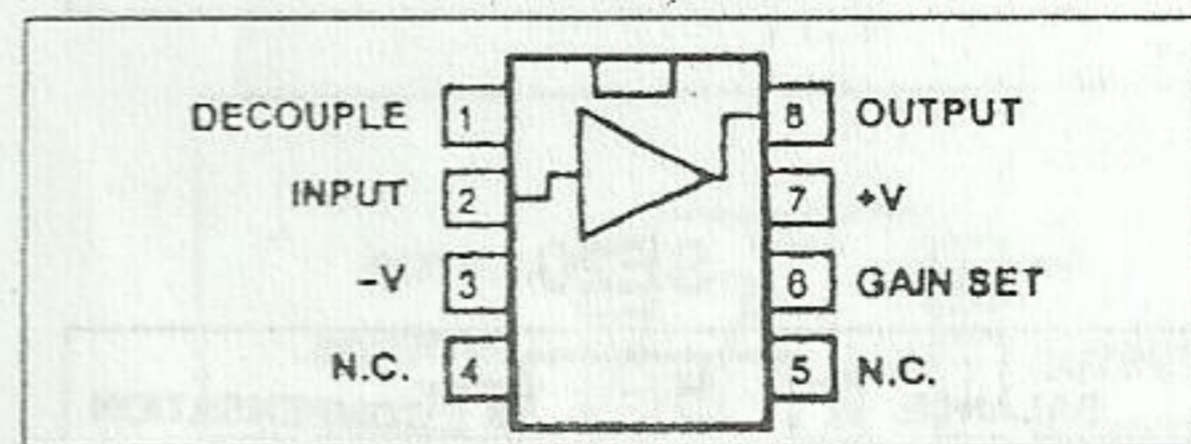 DECOUPLE 1 8 OUTPUT
INPUT 2 7 +V
-V 3 6 GAIN SET
N.C. 4 5 N.C.